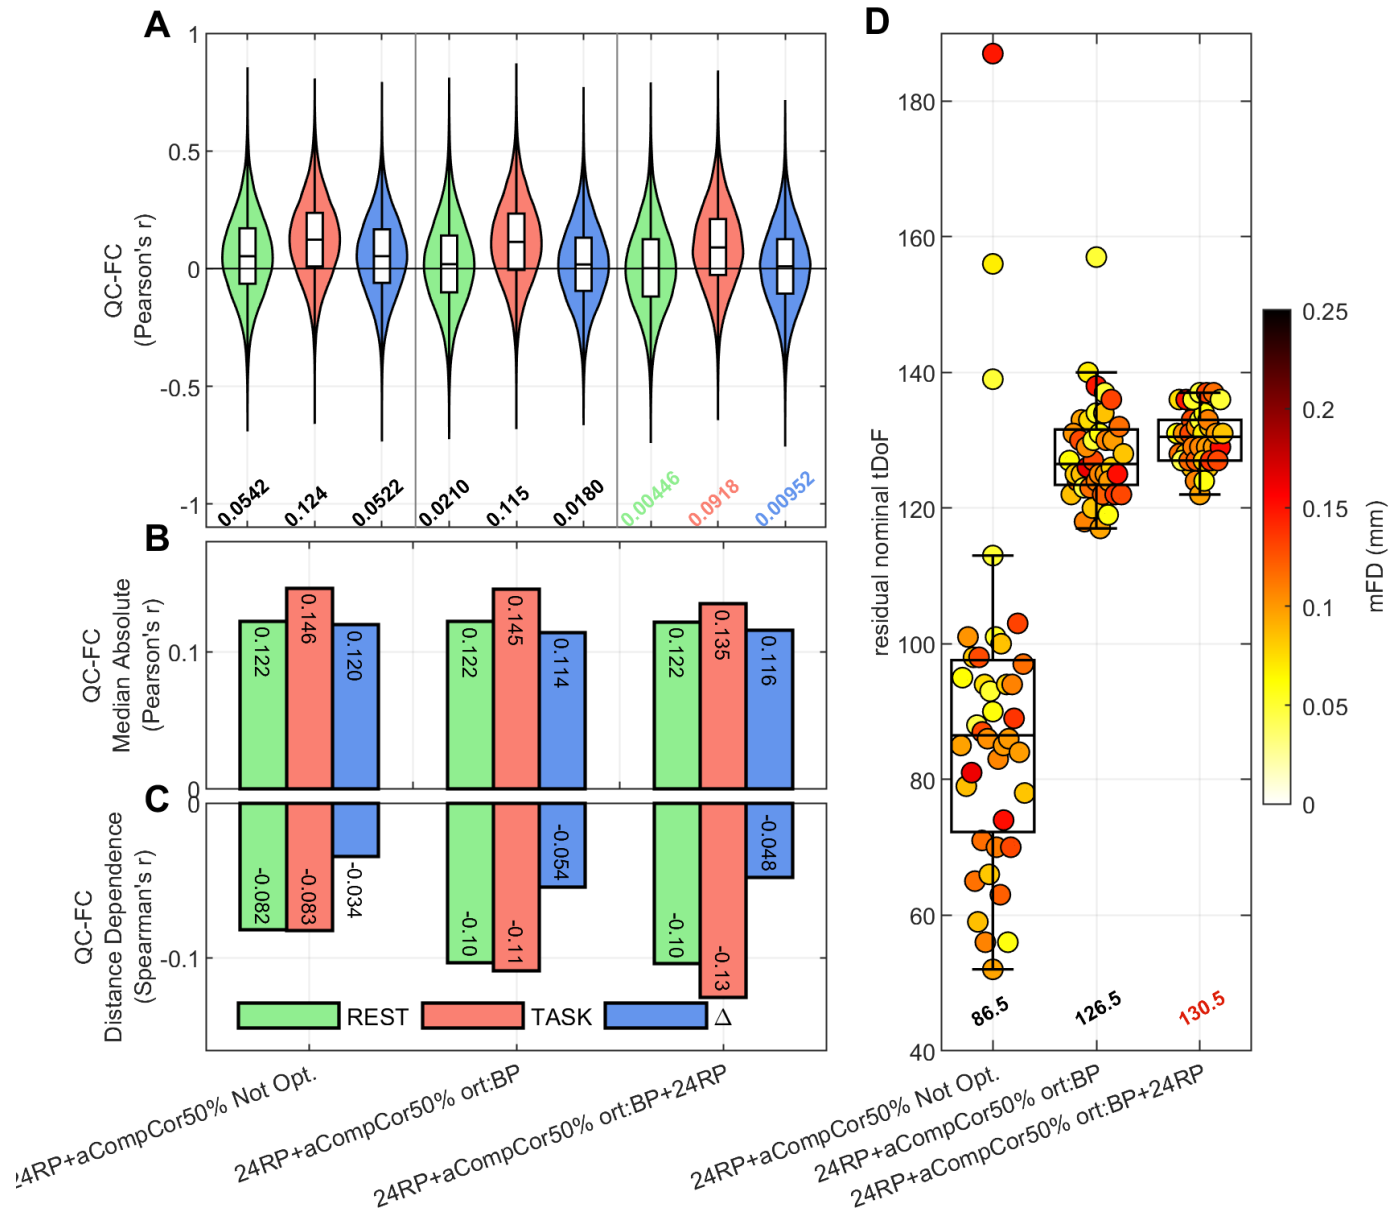 A
1
0.5
0
-0.5
-1
QC-FC
(Pearson's r)
0.0542
0.124
0.0522
0.0210
0.115
0.0180
0.00446
0.0918
0.00952
B
0.1
0
QC-FC
Median Absolute
(Pearson's r)
0.122
0.146
0.120
0.122
0.145
0.114
0.122
0.135
0.116
C
0
-0.1
QC-FC
Distance Dependence
(Spearman's r)
-0.082
-0.083
-0.034
-0.10
-0.11
-0.054
-0.10
-0.13
-0.048
REST
TASK
Δ
24RP+aCompCor50% Not Opt.
24RP+aCompCor50% ort:BP
24RP+aCompCor50% ort:BP+24RP
D
180
160
140
120
100
80
60
40
residual nominal tDoF
86.5
126.5
130.5
24RP+aCompCor50% Not Opt.
24RP+aCompCor50% ort:BP
24RP+aCompCor50% ort:BP+24RP
0.25
0.2
0.15
0.1
0.05
0
mFD (mm)